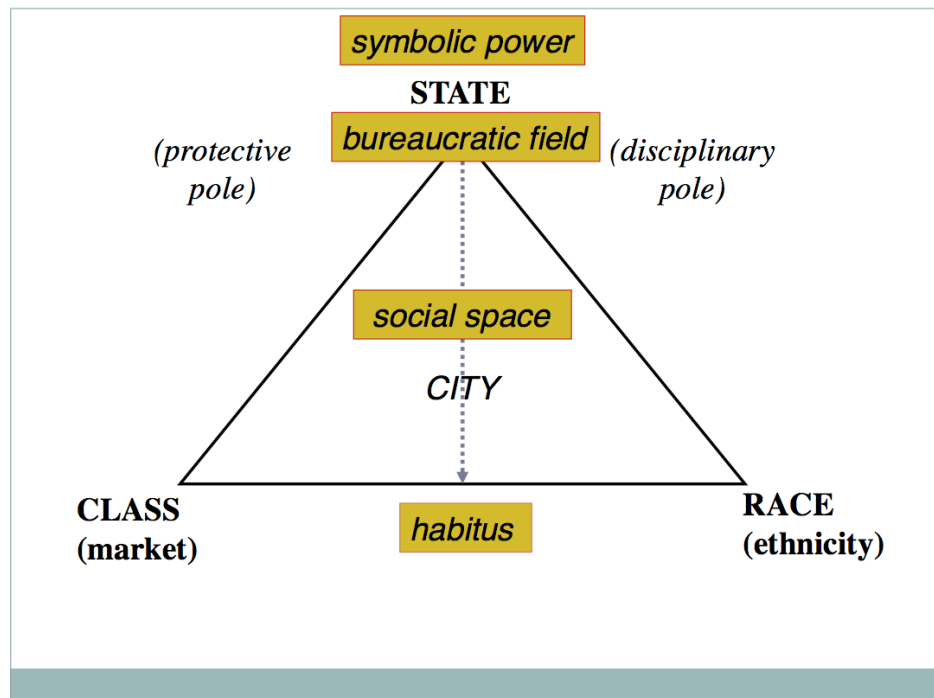 symbolic power
STATE
bureaucratic field
(protective
pole)
(disciplinary
pole)
social space
CITY
CLASS
(market)
habitus
RACE
(ethnicity)